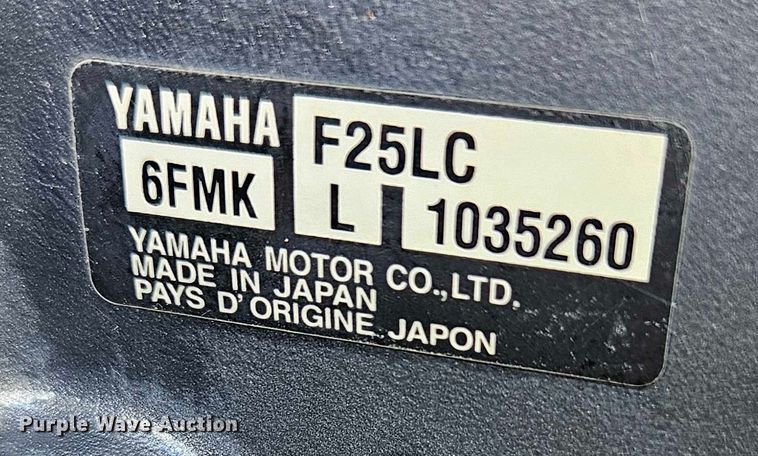 YAMAHA F25LC
6FMK L 1035260
YAMAHA MOTOR CO.,LTD.
MADE IN JAPAN
PAYS D'ORIGINE JAPON
Purple Wave Auction